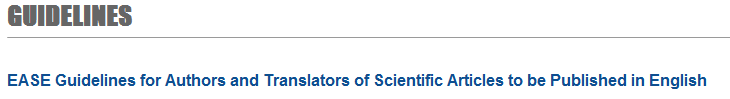 GUIDELINES
EASE Guidelines for Authors and Translators of Scientific Articles to be Published in English